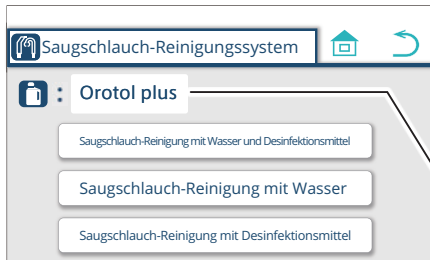 Saugschlauch-Reinigungssystem
: Orotol plus
Saugschlauch-Reinigung mit Wasser und Desinfektionsmittel
Saugschlauch-Reinigung mit Wasser
Saugschlauch-Reinigung mit Desinfektionsmittel